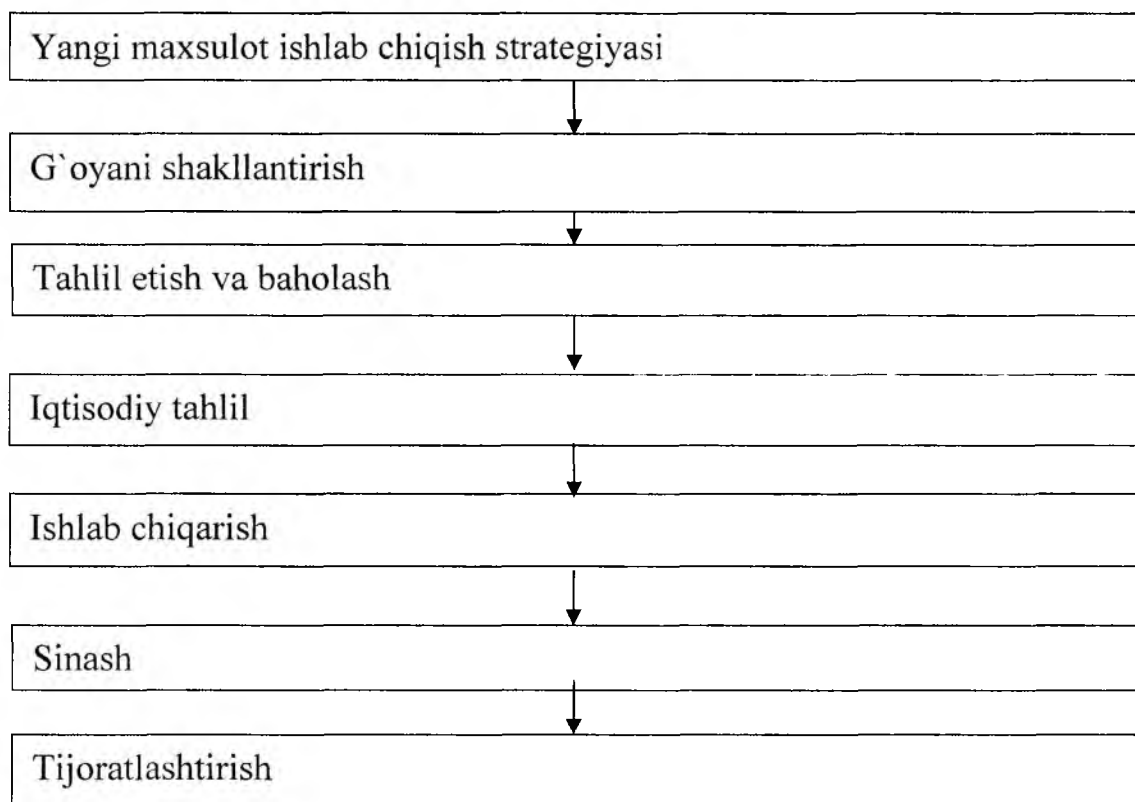 Yangi maxsulot ishlab chiqish strategiyasi
G`oyani shakllantirish
Tahlil etish va baholash
Iqtisodiy tahlil
Ishlab chiqarish
Sinash
Tijoratlashtirish